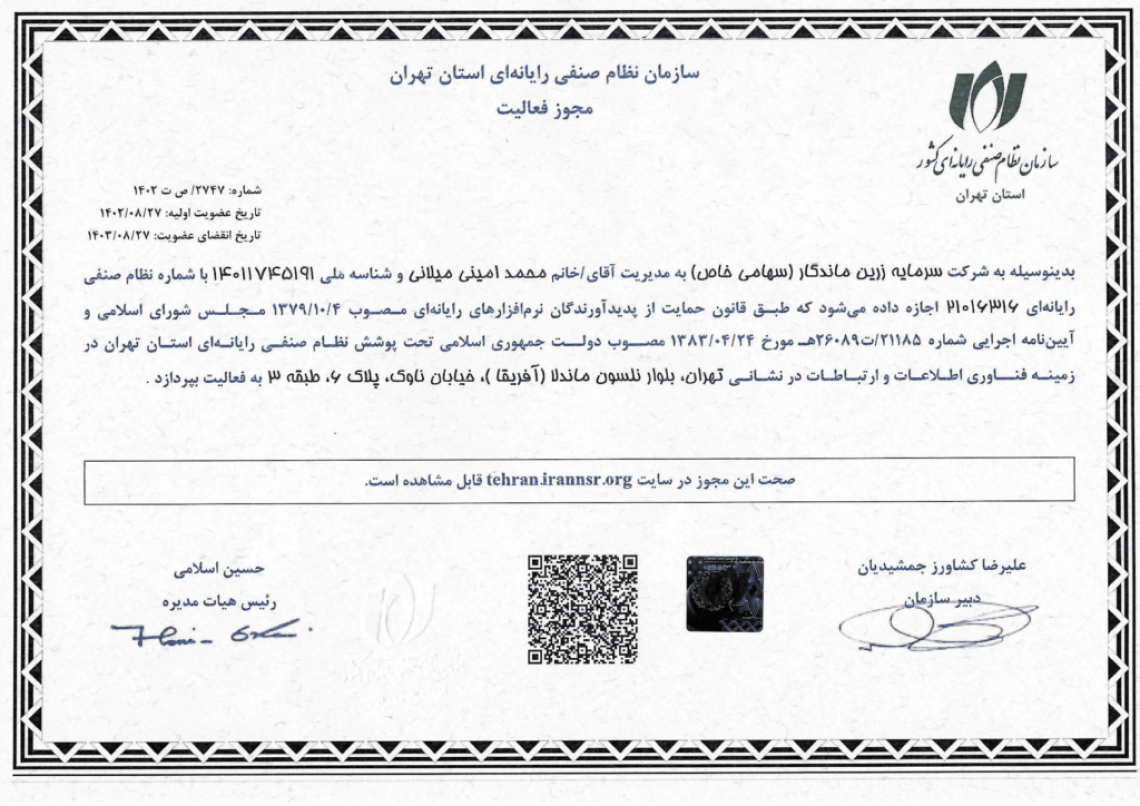 سازمان نظام صنفی رایانه‌ای استان تهران
مجوز فعالیت
سازمان نظام صنفی رایانه‌ای کشور
استان تهران
شماره: ۲۷۴۷/ ص ت ۱۴۰۲
تاریخ عضویت اولیه: ۱۴۰۲/۰۸/۲۷
تاریخ انقضای عضویت: ۱۴۰۳/۰۸/۲۷
بدینوسیله به شرکت سرمایه زرین ماندگار (سهامی خاص) به مدیریت آقای/خانم محمد امینی میلانی و شناسه ملی ۱۴۰۱۱۷۴۵۱۹۱ با شماره نظام صنفی
رایانه‌ای ۲۱۰۱۶۳۱۶ اجازه داده می‌شود که طبق قانون حمایت از پدیدآورندگان نرم‌افزارهای رایانه‌ای مصوب ۱۳۷۹/۱۰/۴ مجلس شورای اسلامی و
آیین‌نامه اجرایی شماره ۲۱۱۸۵/ت۲۶۰۸۹هـ مورخ ۱۳۸۳/۰۴/۲۴ مصوب دولت جمهوری اسلامی تحت پوشش نظام صنفی رایانه‌ای استان تهران در
زمینه فناوری اطلاعات و ارتباطات در نشانی تهران، بلوار نلسون ماندلا (آفریقا )، خیابان ناوک، پلاک ۶، طبقه ۳ به فعالیت بپردازد .
صحت این مجوز در سایت tehran.irannsr.org قابل مشاهده است.
علیرضا کشاورز جمشیدیان
دبیر سازمان
حسین اسلامی
رئیس هیات مدیره